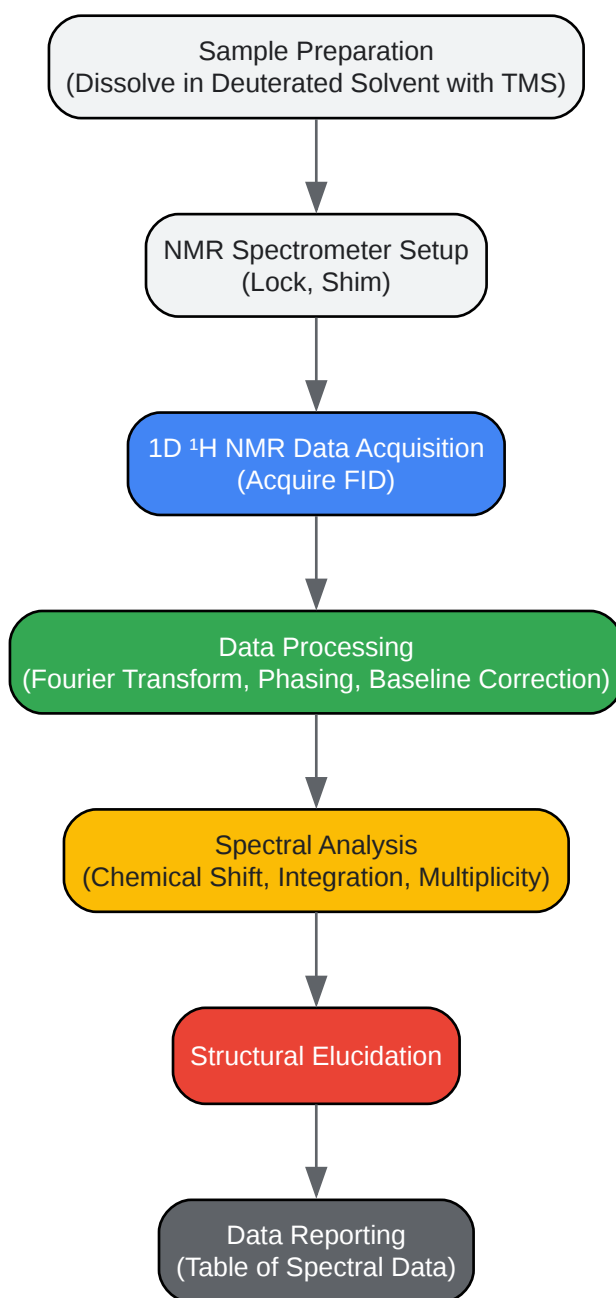 Sample Preparation
(Dissolve in Deuterated Solvent with TMS)
NMR Spectrometer Setup
(Lock, Shim)
1D ¹H NMR Data Acquisition
(Acquire FID)
Data Processing
(Fourier Transform, Phasing, Baseline Correction)
Spectral Analysis
(Chemical Shift, Integration, Multiplicity)
Structural Elucidation
Data Reporting
(Table of Spectral Data)